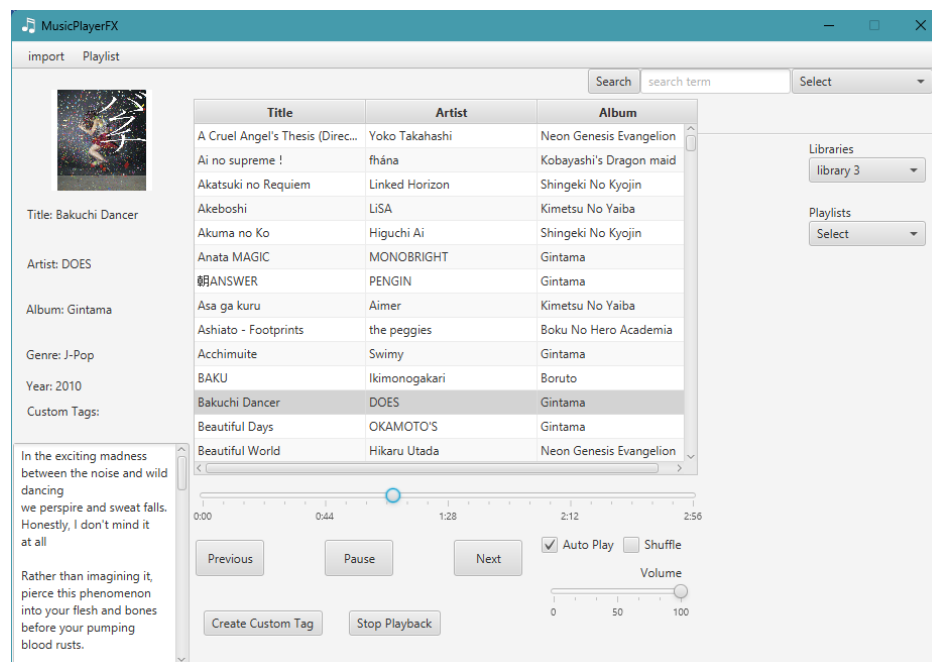 MusicPlayerFX
import Playlist
Search search term Select
バクチ
Title Artist Album
A Cruel Angel's Thesis (Direc... Yoko Takahashi Neon Genesis Evangelion
Ai no supreme ! fhána Kobayashi's Dragon maid
Akatsuki no Requiem Linked Horizon Shingeki No Kyojin
Akeboshi LiSA Kimetsu No Yaiba
Akuma no Ko Higuchi Ai Shingeki No Kyojin
Anata MAGIC MONOBRIGHT Gintama
朝ANSWER PENGIN Gintama
Asa ga kuru Aimer Kimetsu No Yaiba
Ashiato - Footprints the peggies Boku No Hero Academia
Acchimuite Swimy Gintama
BAKU Ikimonogakari Boruto
Bakuchi Dancer DOES Gintama
Beautiful Days OKAMOTO'S Gintama
Beautiful World Hikaru Utada Neon Genesis Evangelion
Libraries
library 3
Playlists
Select
Title: Bakuchi Dancer
Artist: DOES
Album: Gintama
Genre: J-Pop
Year: 2010
Custom Tags:
In the exciting madness
between the noise and wild
dancing
we perspire and sweat falls.
Honestly, I don't mind it
at all
Rather than imagining it,
pierce this phenomenon
into your flesh and bones
before your pumping
blood rusts.
0:00 0:44 1:28 2:12 2:56
Previous Pause Next
Auto Play Shuffle
Volume
0 50 100
Create Custom Tag Stop Playback